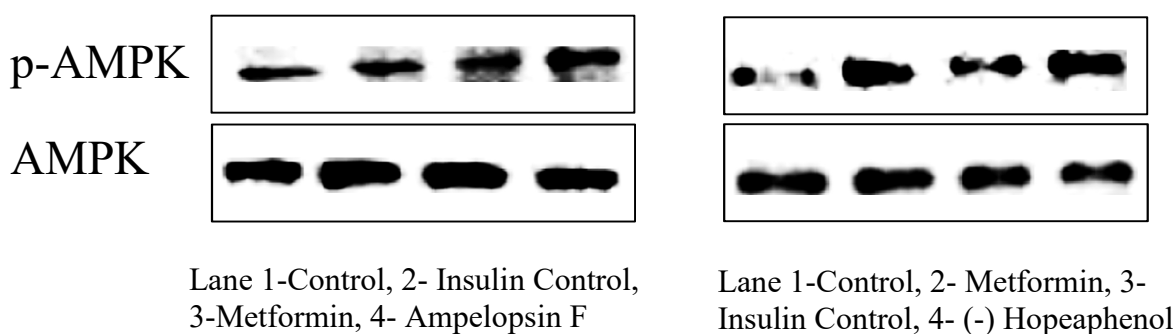 p-AMPK
AMPK
Lane 1-Control, 2- Insulin Control,
3-Metformin, 4- Ampelopsin F
Lane 1-Control, 2- Metformin, 3-
Insulin Control, 4- (-) Hopeaphenol